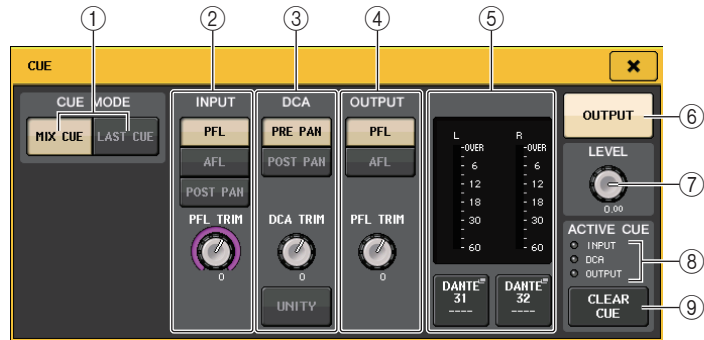 ① ② ③ ④ ⑤
CUE ×
CUE MODE
MIX CUE LAST CUE
INPUT
PFL
AFL
POST PAN
PFL TRIM
0
DCA
PRE PAN
POST PAN
DCA TRIM
0
UNITY
OUTPUT
PFL
AFL
PFL TRIM
0
L R
-OVER -OVER
- 6 - 6
- 12 - 12
- 18 - 18
- 30 - 30
- 60 - 60
DANTE 31 ----
DANTE 32 ----
OUTPUT ⑥
LEVEL
⑦
0.00
ACTIVE CUE
INPUT
DCA ⑧
OUTPUT
CLEAR CUE ⑨